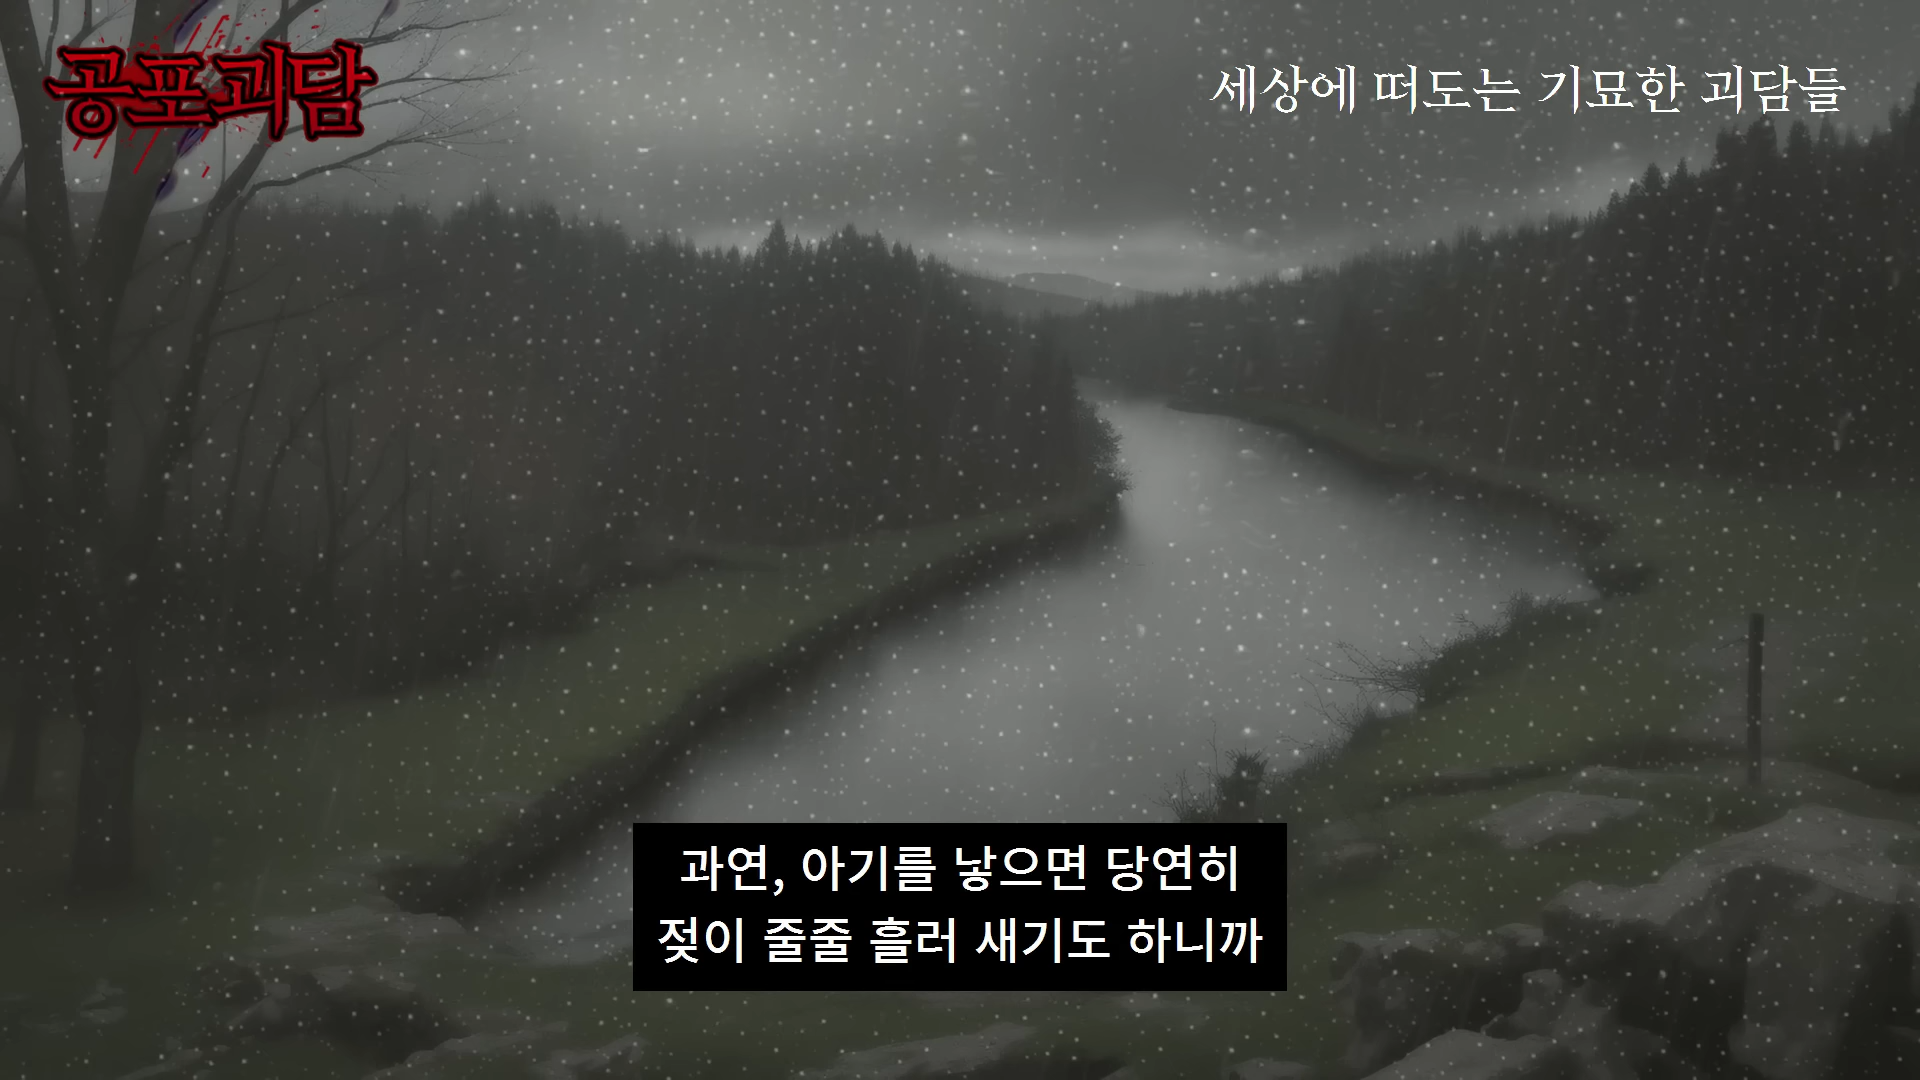 공포괴담
세상에 떠도는 기묘한 괴담들
과연, 아기를 낳으면 당연히
젖이 줄줄 흘러 새기도 하니까